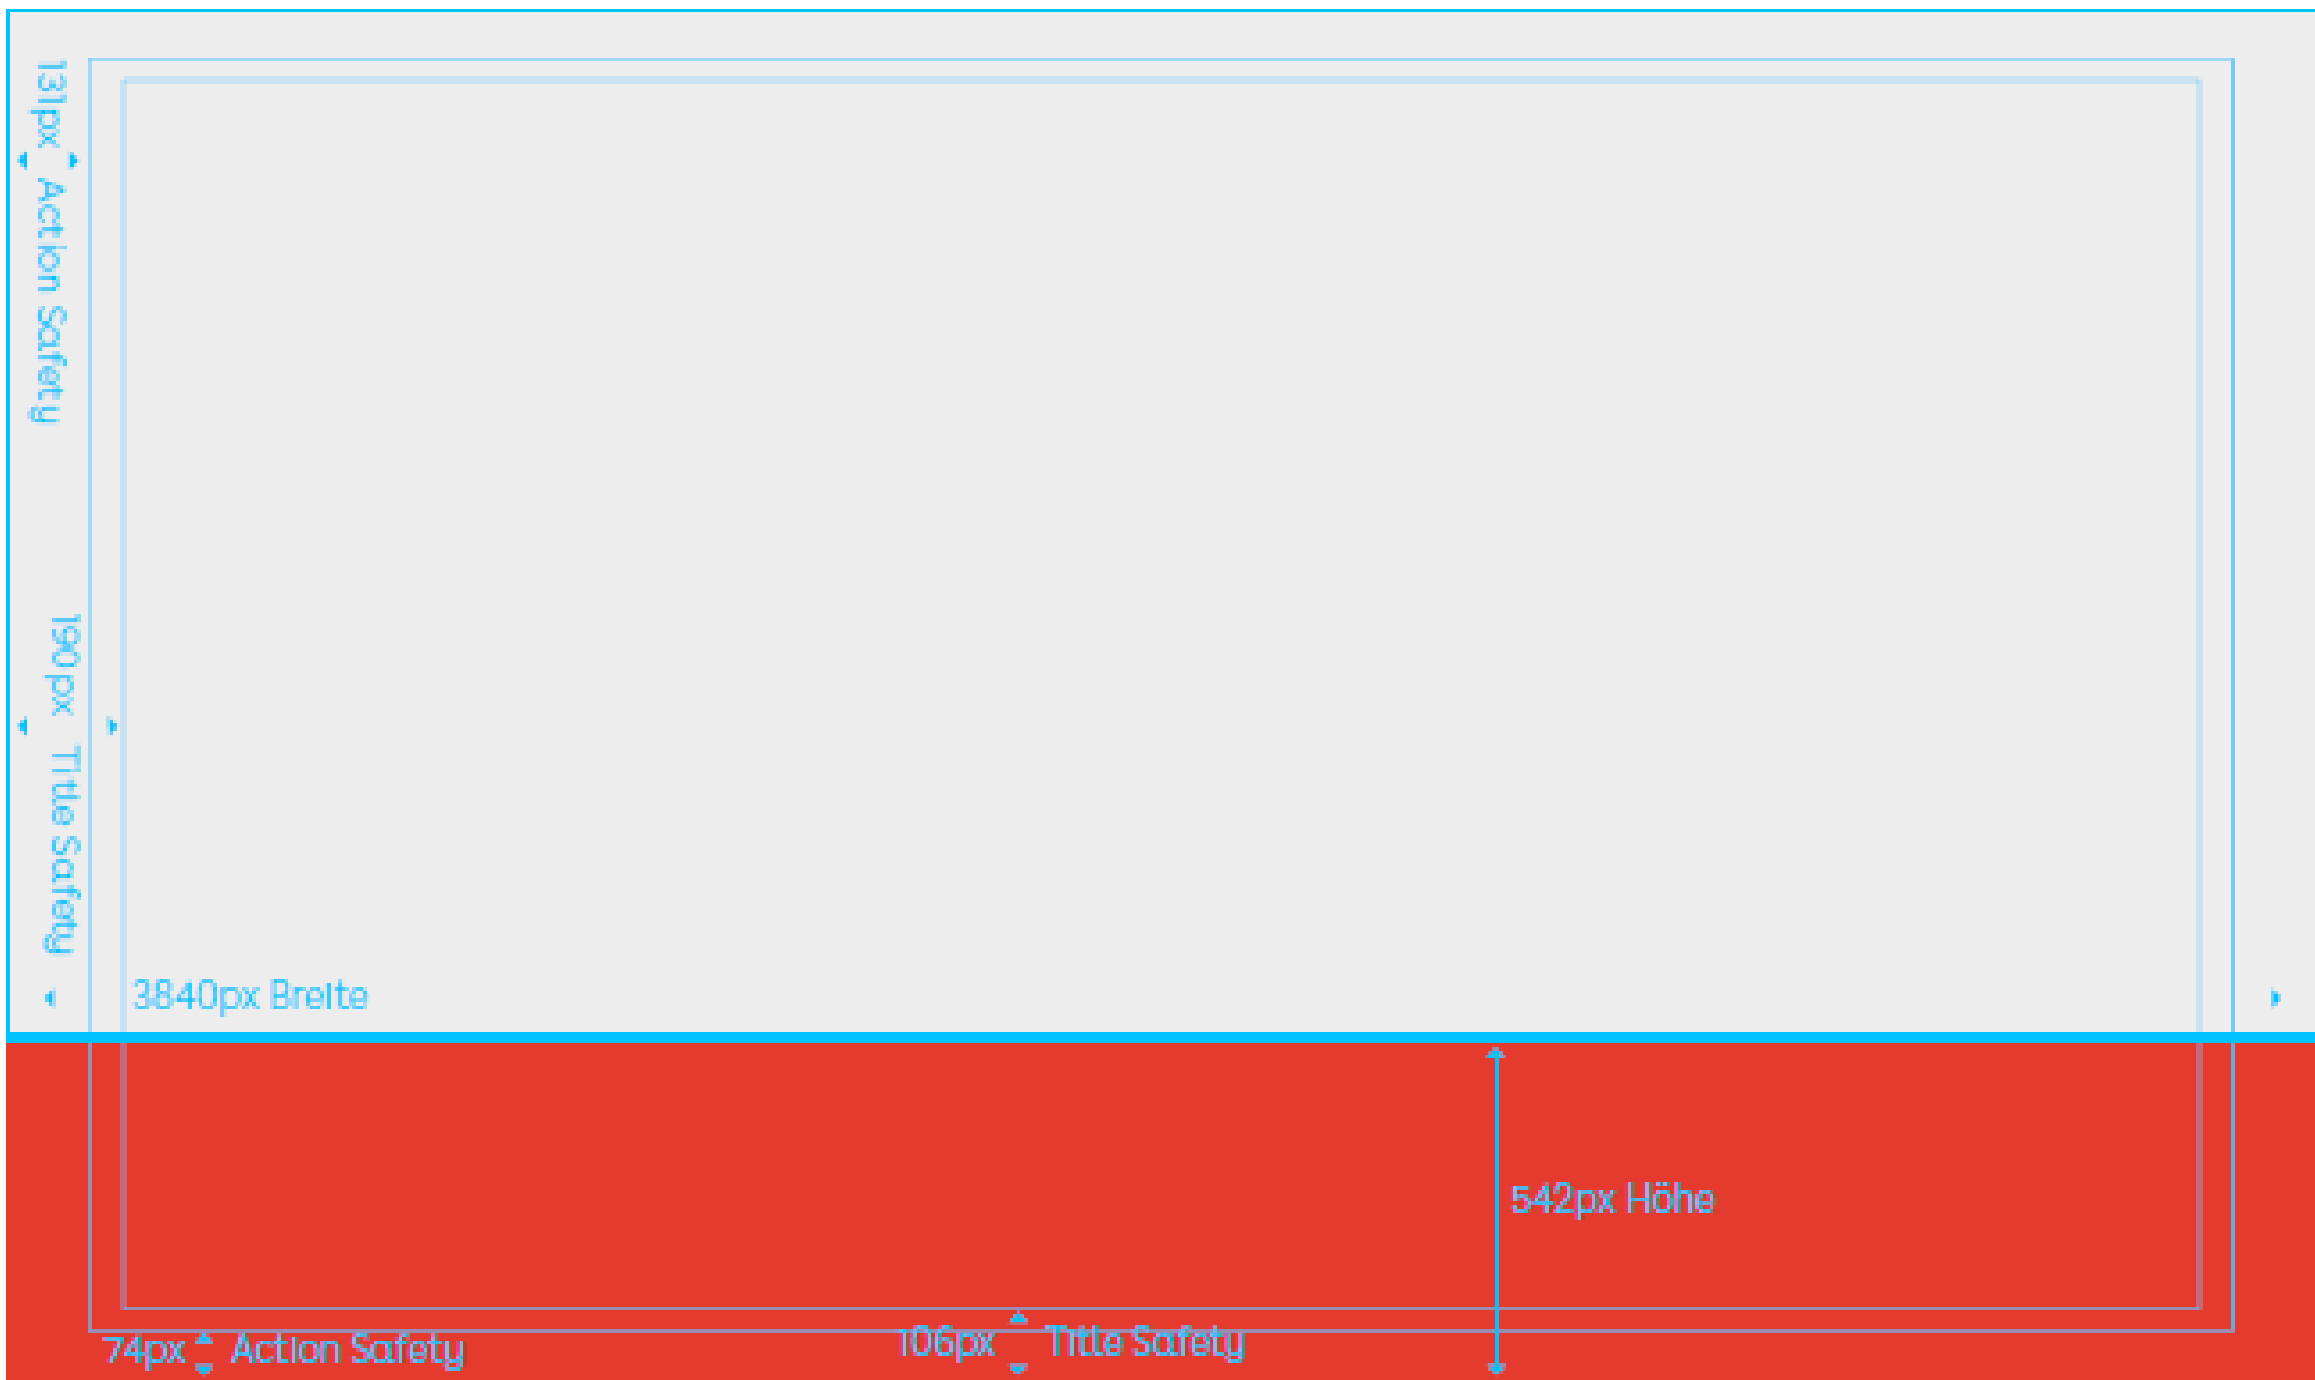 131px Action Safety
190px Title Safety
3840px Breite
542px Höhe
74px Action Safety
106px Title Safety